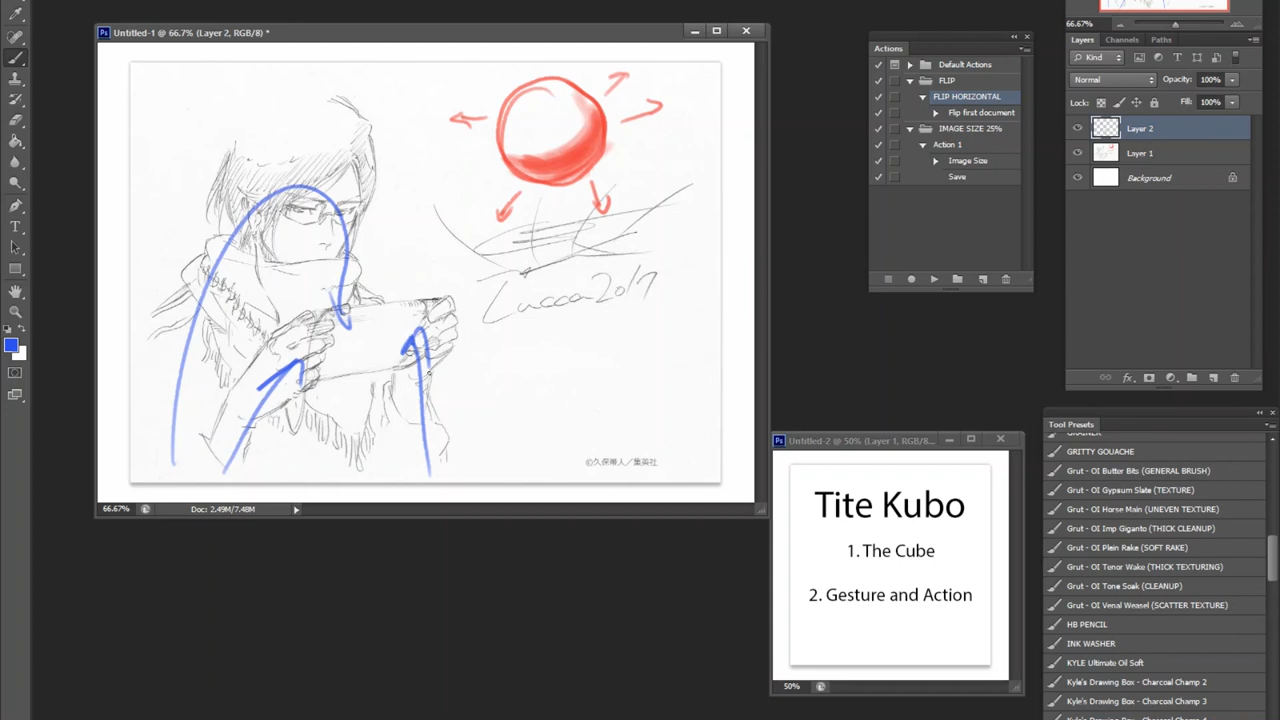 66.67%
Untitled-1 @ 66.7% (Layer 2, RGB/8) *
Lucca 2017
©久保帯人／集英社
66.67%
Doc: 2.49M/7.48M
Actions
Default Actions
FLIP
FLIP HORIZONTAL
Flip first document
IMAGE SIZE 25%
Action 1
Image Size
Save
Layers
Channels
Paths
Kind
Normal
Opacity: 100%
Lock:
Fill: 100%
Layer 2
Layer 1
Background
Untitled-2 @ 50% (Layer 1, RGB/8...
Tite Kubo
1. The Cube
2. Gesture and Action
50%
Tool Presets
GRITTY GOUACHE
Grut - OI Butter Bits (GENERAL BRUSH)
Grut - OI Gypsum Slate (TEXTURE)
Grut - OI Horse Main (UNEVEN TEXTURE)
Grut - OI Imp Giganto (THICK CLEANUP)
Grut - OI Plein Rake (SOFT RAKE)
Grut - OI Tenor Wake (THICK TEXTURING)
Grut - OI Tone Soak (CLEANUP)
Grut - OI Venal Weasel (SCATTER TEXTURE)
HB PENCIL
INK WASHER
KYLE Ultimate Oil Soft
Kyle's Drawing Box - Charcoal Champ 2
Kyle's Drawing Box - Charcoal Champ 3